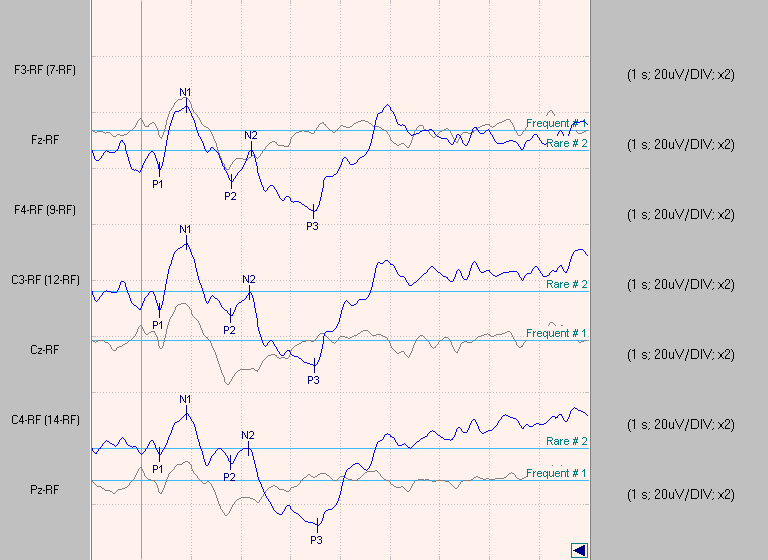 F3-RF (7-RF)
(1 s; 20uV/DIV; x2)
N1
Frequent # 1
N2
Fz-RF
Rare # 2
(1 s; 20uV/DIV; x2)
P1
P2
F4-RF (9-RF)
(1 s; 20uV/DIV; x2)
P3
N1
C3-RF (12-RF)
N2
Rare # 2
(1 s; 20uV/DIV; x2)
P1
P2
Frequent # 1
Cz-RF
(1 s; 20uV/DIV; x2)
P3
N1
C4-RF (14-RF)
(1 s; 20uV/DIV; x2)
N2
Rare # 2
P1
P2
Frequent # 1
Pz-RF
(1 s; 20uV/DIV; x2)
P3